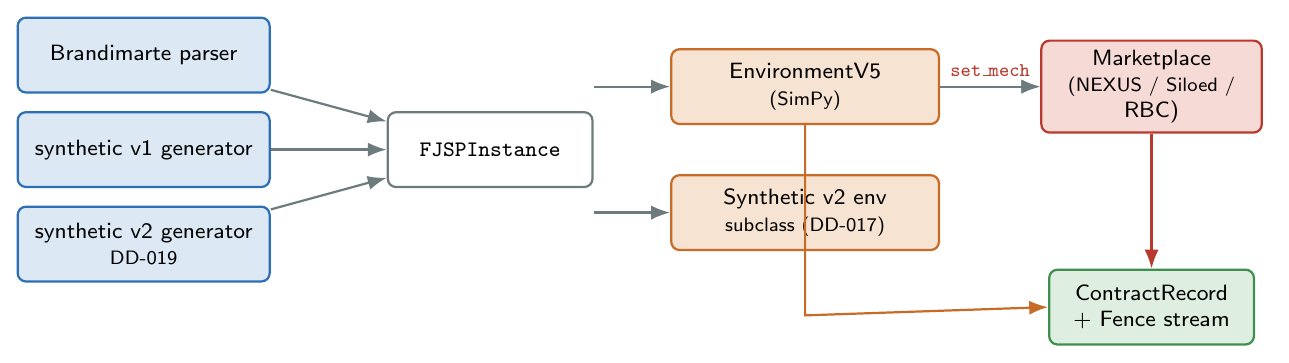 Brandimarte parser
synthetic v1 generator
synthetic v2 generator
DD-019
FJSPInstance
EnvironmentV5
(SimPy)
Synthetic v2 env
subclass (DD-017)
set_mech
Marketplace
(NEXUS / Siloed /
RBC)
ContractRecord
+ Fence stream